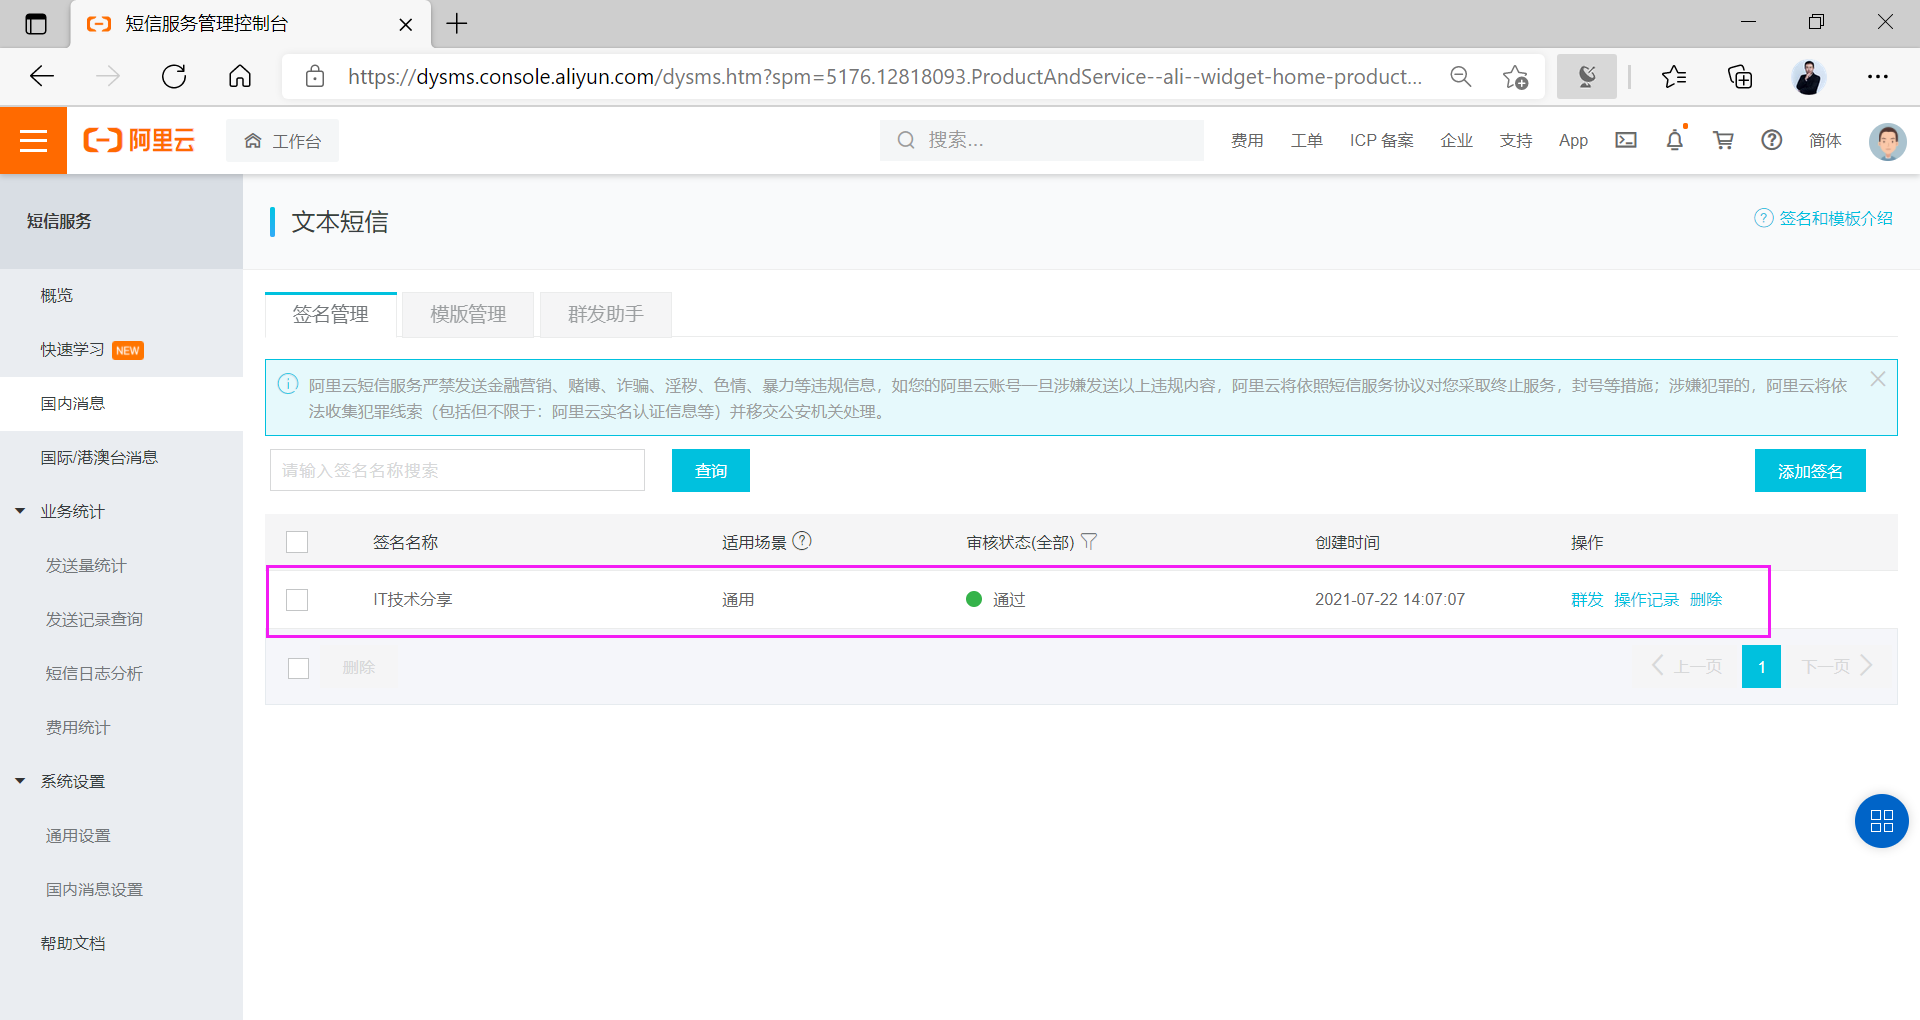 短信服务管理控制台
https://dysms.console.aliyun.com/dysms.htm?spm=5176.12818093.ProductAndService--ali--widget-home-product...
阿里云
工作台
搜索...
费用
工单
ICP 备案
企业
支持
App
简体
短信服务
概览
快速学习 NEW
国内消息
国际/港澳台消息
业务统计
发送量统计
发送记录查询
短信日志分析
费用统计
系统设置
通用设置
国内消息设置
帮助文档
文本短信
签名和模板介绍
签名管理
模版管理
群发助手
阿里云短信服务严禁发送金融营销、赌博、诈骗、淫秽、色情、暴力等违规信息，如您的阿里云账号一旦涉嫌发送以上违规内容，阿里云将依照短信服务协议对您采取终止服务，封号等措施；涉嫌犯罪的，阿里云将依
法收集犯罪线索（包括但不限于：阿里云实名认证信息等）并移交公安机关处理。
请输入签名名称搜索
查询
添加签名
签名名称 适用场景 审核状态(全部) 创建时间 操作
IT技术分享 通用 通过 2021-07-22 14:07:07 群发 操作记录 删除
删除
上一页 1 下一页